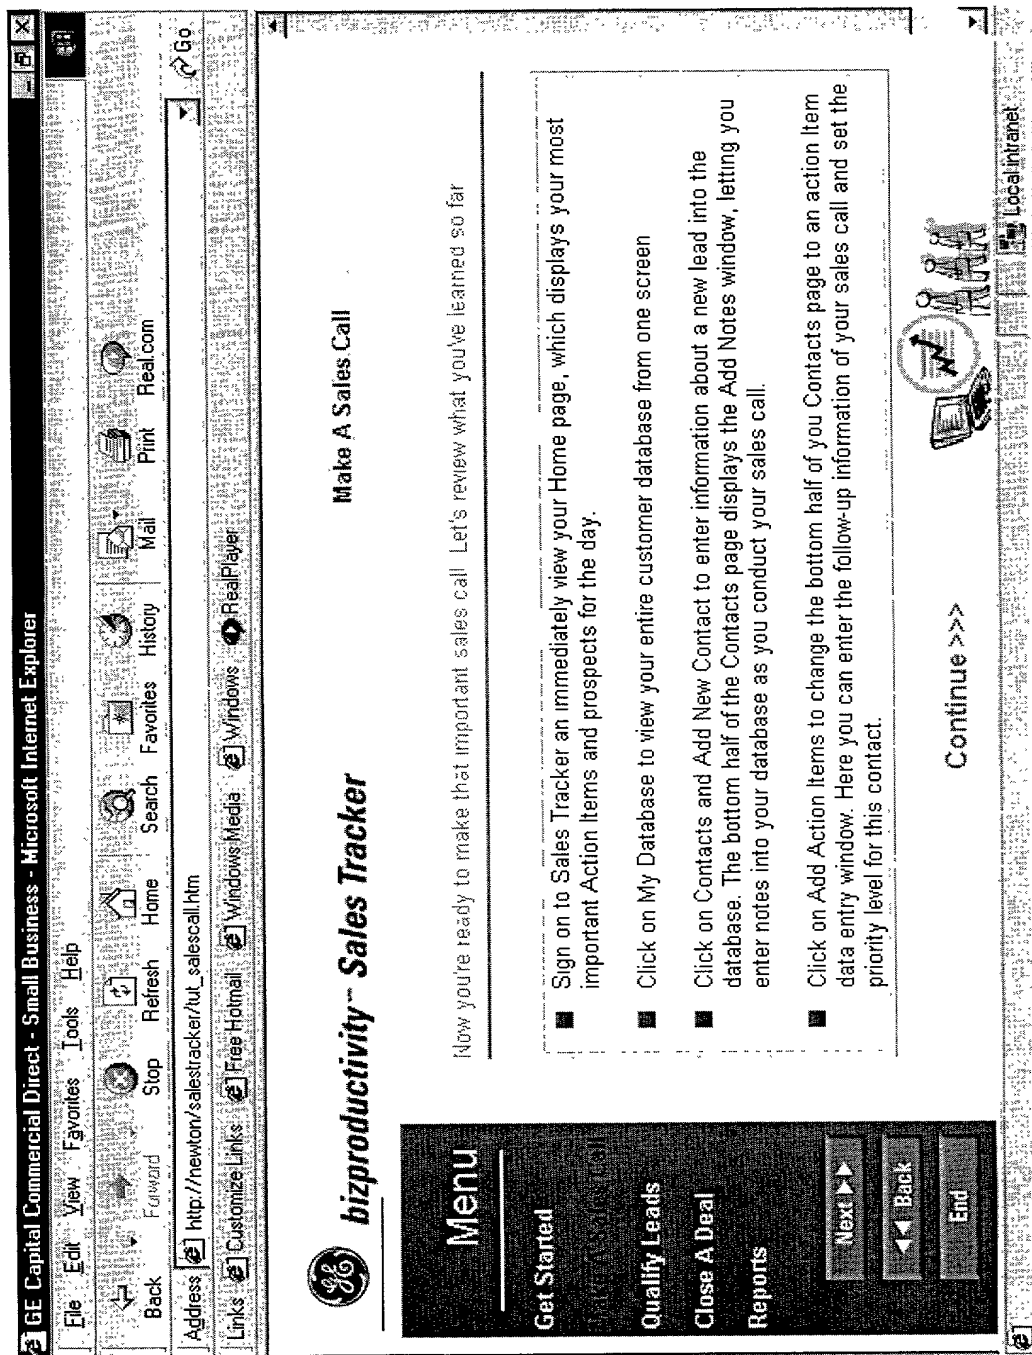 GE Capital Commercial Direct - Small Business - Microsoft Internet Explorer
File Edit View Favorites Tools Help
Back Forward Stop Refresh Home Search Favorites History Mail Print Real.com
Address http://newton/salestracker/tut_salescall.htm Go
Links Customize Links Free Hotmail Windows Media Windows RealPlayer
GE bizproductivity™ Sales Tracker
Make A Sales Call
Menu
Get Started
Make A Sales Call
Qualify Leads
Close A Deal
Reports
Next
Back
End
Now you're ready to make that important sales call Let's review what you've learned so far
Sign on to Sales Tracker an immediately view your Home page, which displays your most
important Action Items and prospects for the day.
Click on My Database to view your entire customer database from one screen
Click on Contacts and Add New Contact to enter information about a new lead into the
database. The bottom half of the Contacts page displays the Add Notes window, letting you
enter notes into your database as you conduct your sales call.
Click on Add Action Items to change the bottom half of you Contacts page to an action Item
data entry window. Here you can enter the follow-up information of your sales call and set the
priority level for this contact.
Continue >>>
Local intranet